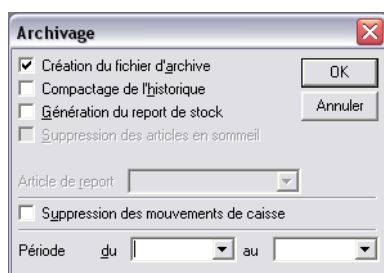 Archivage
Création du fichier d'archive
OK
Compactage de l'historique
Génération du report de stock
Annuler
Suppression des articles en sommeil
Article de report
Suppression des mouvements de caisse
Période du au